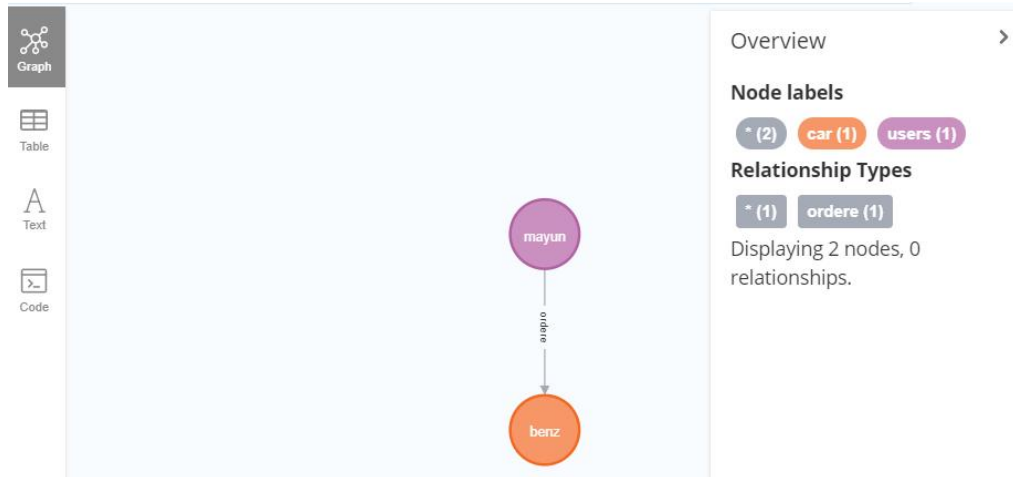 Graph
Table
Text
Code
mayun
ordere
benz
Overview
Node labels
* (2) car (1) users (1)
Relationship Types
* (1) ordere (1)
Displaying 2 nodes, 0
relationships.